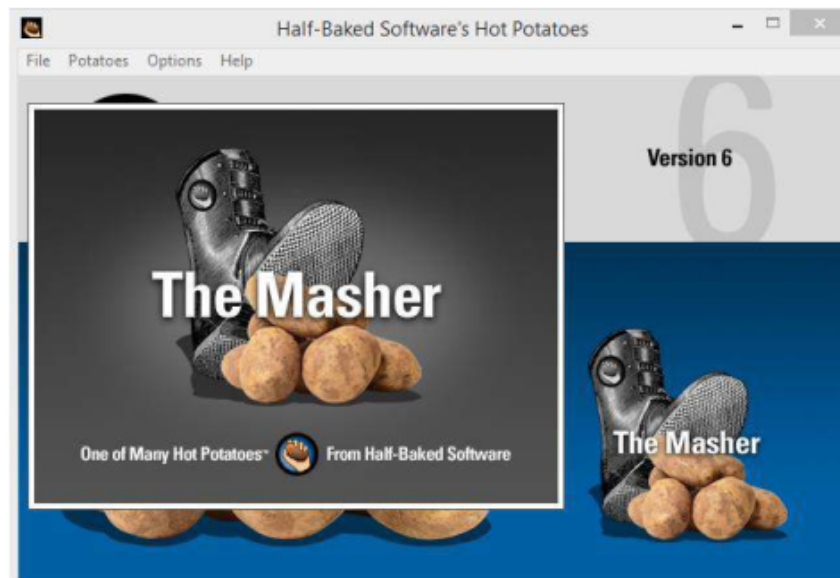 Half-Baked Software's Hot Potatoes
File Potatoes Options Help
Version 6
6
The Masher
One of Many Hot Potatoes™ From Half-Baked Software
The Masher